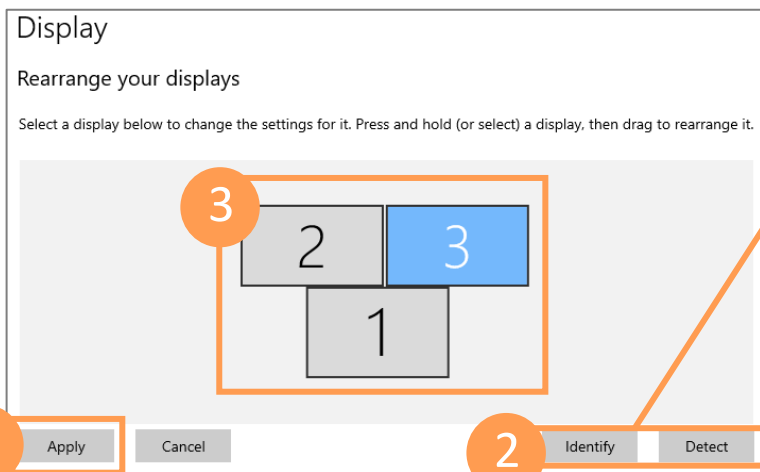 Display
Rearrange your displays
Select a display below to change the settings for it. Press and hold (or select) a display, then drag to rearrange it.
3
2 3
1
Apply Cancel 2 Identify Detect